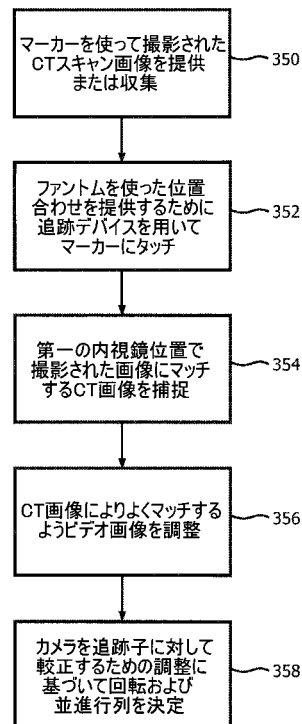 マーカーを使って撮影された
CTスキャン画像を提供
または収集
350
ファントムを使った位置
合わせを提供するために
追跡デバイスを用いて
マーカーにタッチ
352
第一の内視鏡位置で
撮影された画像にマッチ
するCT画像を捕捉
354
CT画像によりよくマッチする
ようビデオ画像を調整
356
カメラを追跡子に対して
較正するための調整に
基づいて回転および
並進行列を決定
358